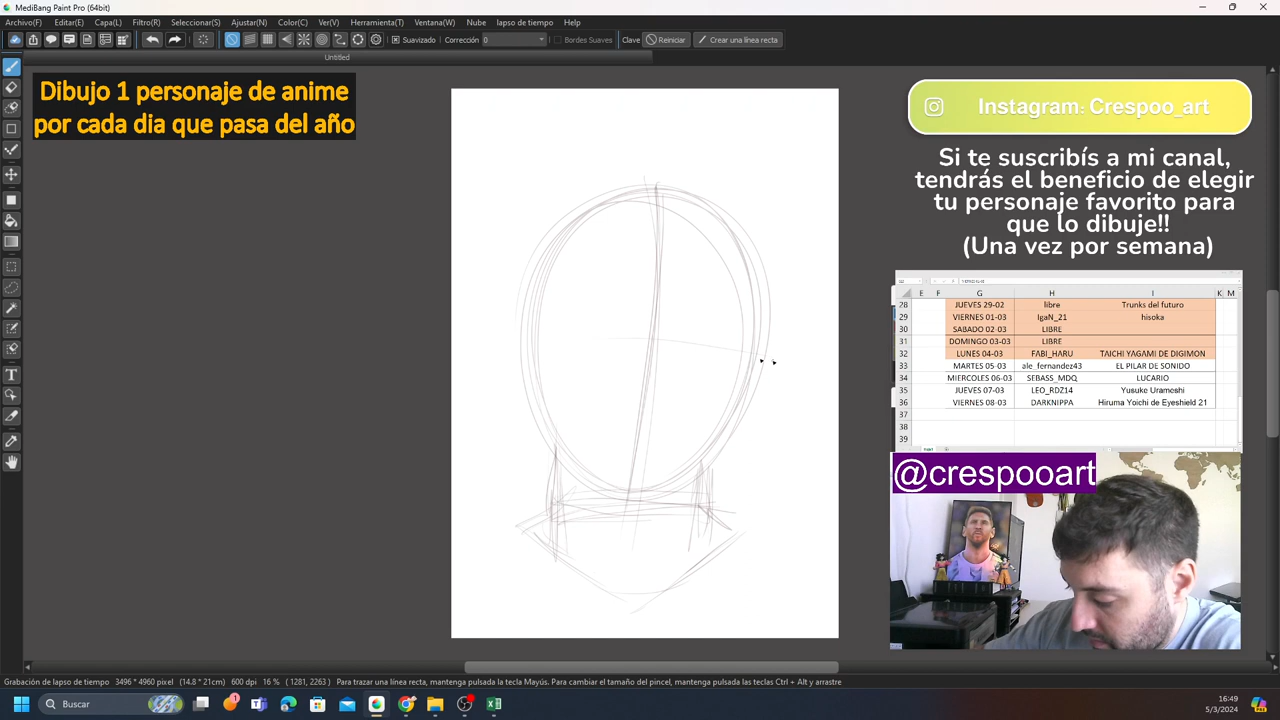 MediBang Paint Pro (64bit)
Archivo(F) Editar(E) Capa(L) Filtro(R) Seleccionar(S) Ajustar(N) Color(C) Ver(V) Herramienta(T) Ventana(W) Nube lapso de tiempo Help
Suavizado Corrección 0 Bordes Suaves Clave Reiniciar Crear una línea recta
Untitled
Dibujo 1 personaje de anime
por cada dia que pasa del año
Instagram: Crespoo_art
Si te suscribís a mi canal,
tendrás el beneficio de elegir
tu personaje favorito para
que lo dibuje!!
(Una vez por semana)
E F G H I K M
28 JUEVES 29-02 libre Trunks del futuro
29 VIERNES 01-03 IgaN_21 hisoka
30 SABADO 02-03 LIBRE
31 DOMINGO 03-03 LIBRE
32 LUNES 04-03 FABI_HARU TAICHI YAGAMI DE DIGIMON
33 MARTES 05-03 ale_fernandez43 EL PILAR DE SONIDO
34 MIERCOLES 06-03 SEBASS_MDQ LUCARIO
35 JUEVES 07-03 LEO_RDZ14 Yusuke Urameshi
36 VIERNES 08-03 DARKNIPPA Hiruma Yoichi de Eyeshield 21
37
38
39
@crespooart
Grabación de lapso de tiempo 3496 * 4960 pixel (14.8 * 21cm) 600 dpi 16 % ( 1281, 2263 ) Para trazar una línea recta, mantenga pulsada la tecla Mayús. Para cambiar el tamaño del pincel, mantenga pulsadas las teclas Ctrl + Alt y arrastre
Buscar
16:49
5/3/2024